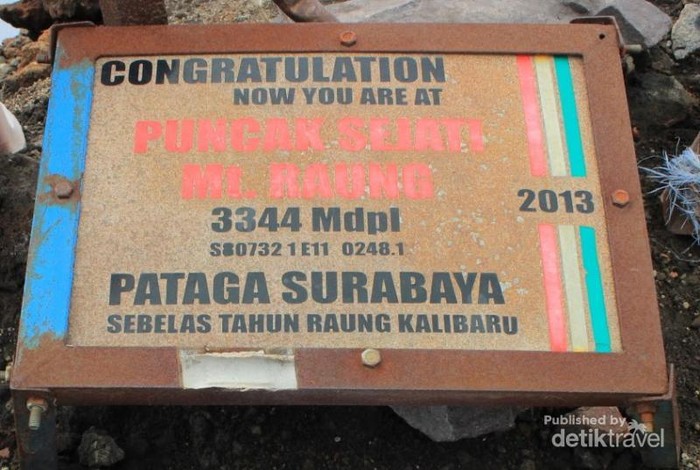 CONGRATULATION
NOW YOU ARE AT
PUNCAK SEJATI
Mt. RAUNG
2013
3344 Mdpl
S80732 1 E11 0248.1
PATAGA SURABAYA
SEBELAS TAHUN RAUNG KALIBARU
Published by
detiktravel